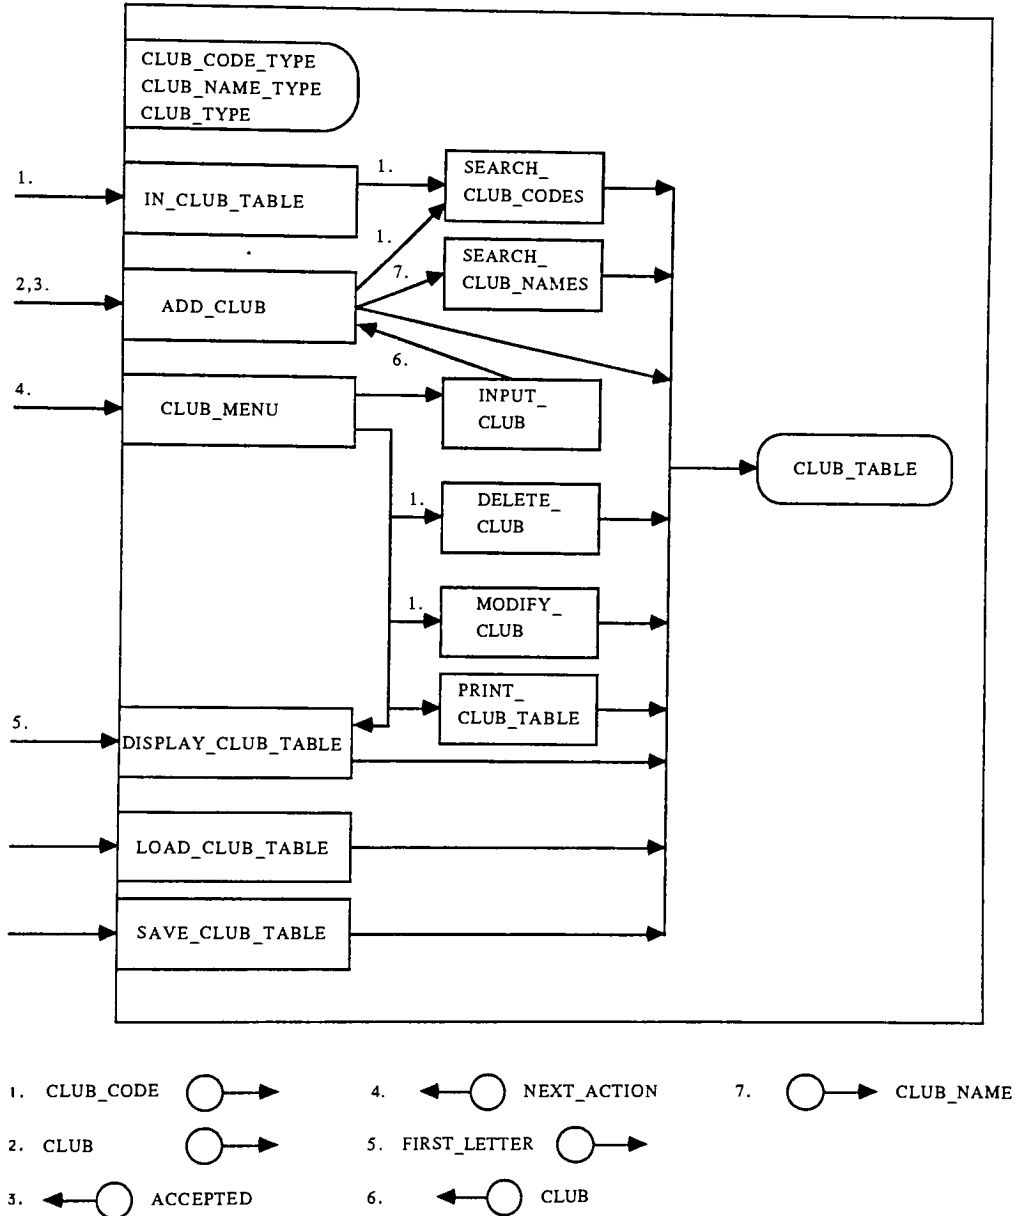 CLUB_CODE_TYPE
CLUB_NAME_TYPE
CLUB_TYPE
1.
IN_CLUB_TABLE
1.
SEARCH_
CLUB_CODES
1.
2,3.
ADD_CLUB
7.
SEARCH_
CLUB_NAMES
6.
4.
CLUB_MENU
INPUT_
CLUB
CLUB_TABLE
1.
DELETE_
CLUB
1.
MODIFY_
CLUB
PRINT_
CLUB_TABLE
5.
DISPLAY_CLUB_TABLE
LOAD_CLUB_TABLE
SAVE_CLUB_TABLE
1. CLUB_CODE
4. NEXT_ACTION
7. CLUB_NAME
2. CLUB
5. FIRST_LETTER
3. ACCEPTED
6. CLUB